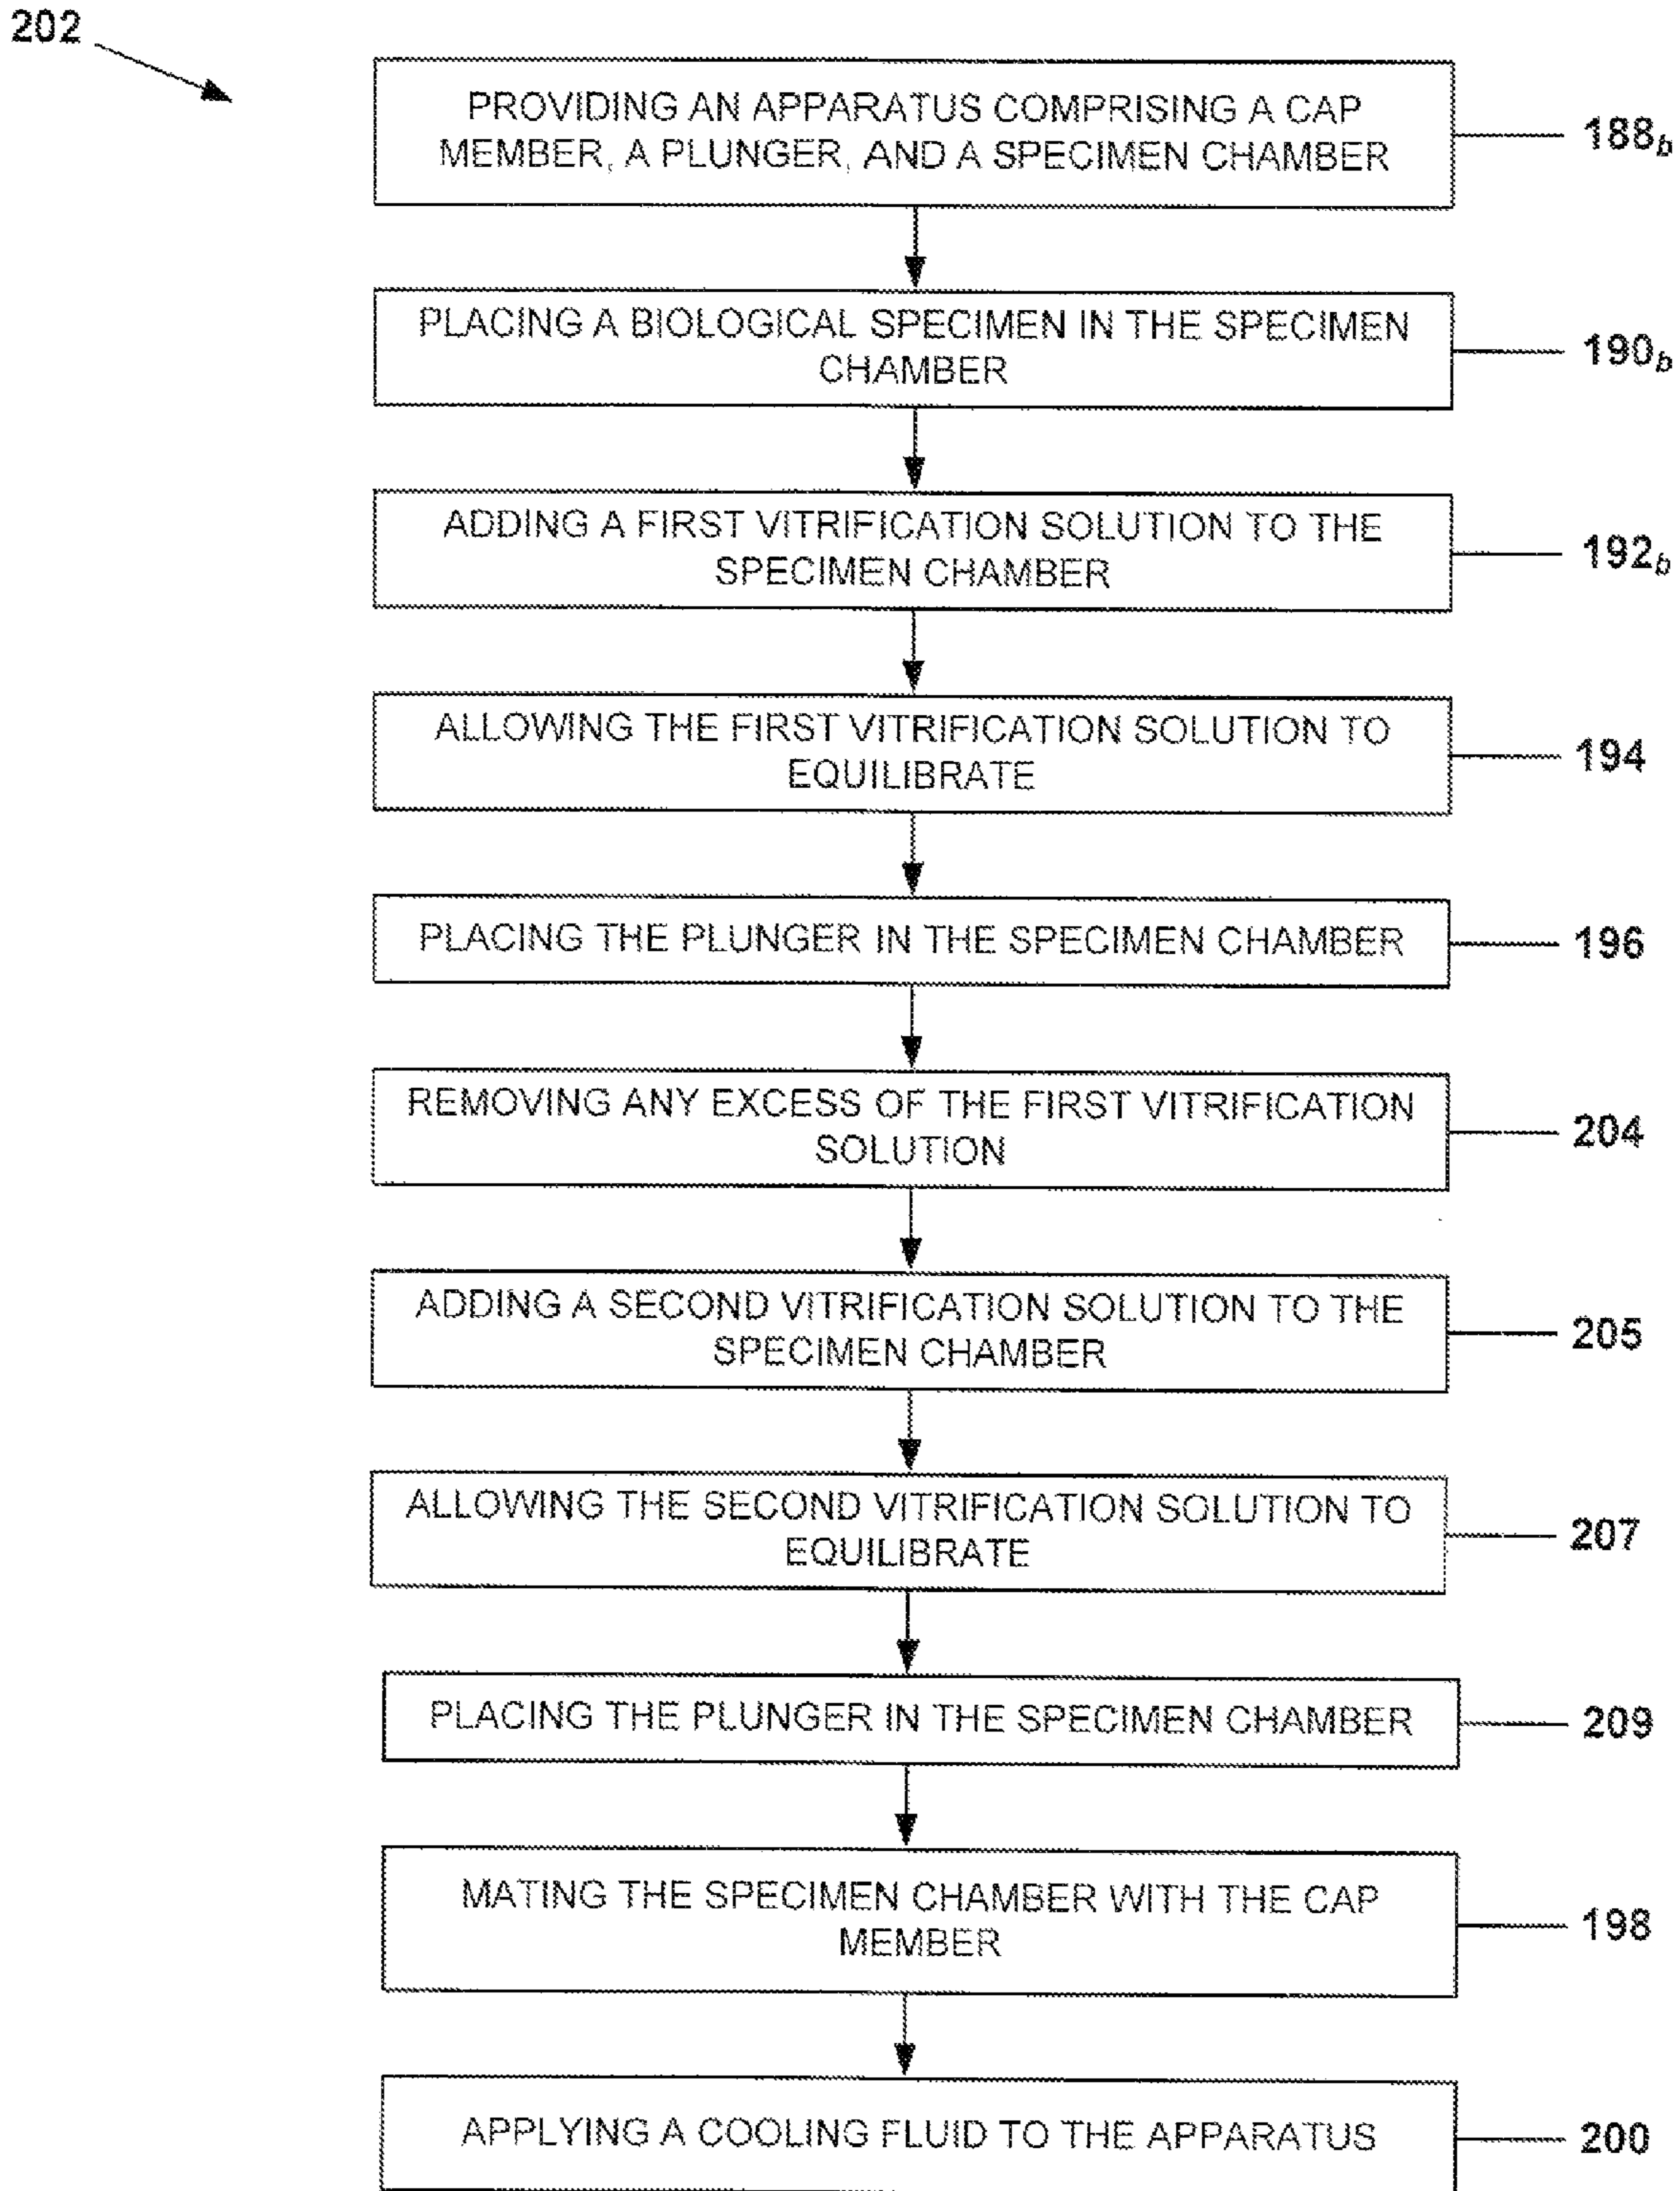 202
PROVIDING AN APPARATUS COMPRISING A CAP
MEMBER, A PLUNGER, AND A SPECIMEN CHAMBER
188b
PLACING A BIOLOGICAL SPECIMEN IN THE SPECIMEN
CHAMBER
190b
ADDING A FIRST VITRIFICATION SOLUTION TO THE
SPECIMEN CHAMBER
192b
ALLOWING THE FIRST VITRIFICATION SOLUTION TO
EQUILIBRATE
194
PLACING THE PLUNGER IN THE SPECIMEN CHAMBER
196
REMOVING ANY EXCESS OF THE FIRST VITRIFICATION
SOLUTION
204
ADDING A SECOND VITRIFICATION SOLUTION TO THE
SPECIMEN CHAMBER
205
ALLOWING THE SECOND VITRIFICATION SOLUTION TO
EQUILIBRATE
207
PLACING THE PLUNGER IN THE SPECIMEN CHAMBER
209
MATING THE SPECIMEN CHAMBER WITH THE CAP
MEMBER
198
APPLYING A COOLING FLUID TO THE APPARATUS
200